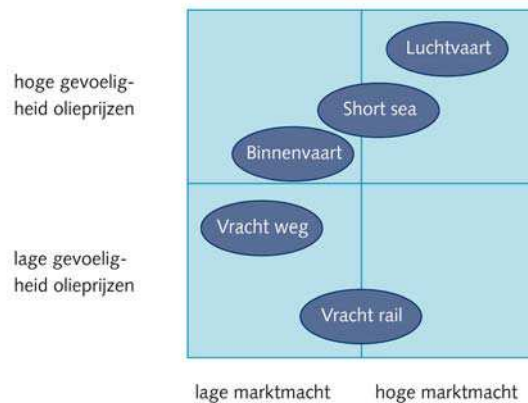 Luchtvaart
hoge gevoelig-
heid olieprijzen
Short sea
Binnenvaart
Vracht weg
lage gevoelig-
heid olieprijzen
Vracht rail
lage marktmacht
hoge marktmacht